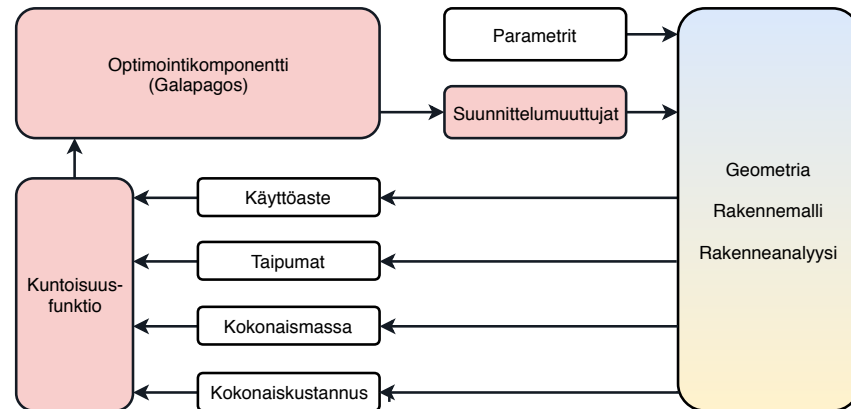 Optimointikomponentti
(Galapagos)
Parametrit
Suunnittelumuuttujat
Geometria
Rakennemalli
Rakenneanalyysi
Käyttöaste
Taipumat
Kokonaismassa
Kokonaiskustannus
Kuntoisuus-
funktio